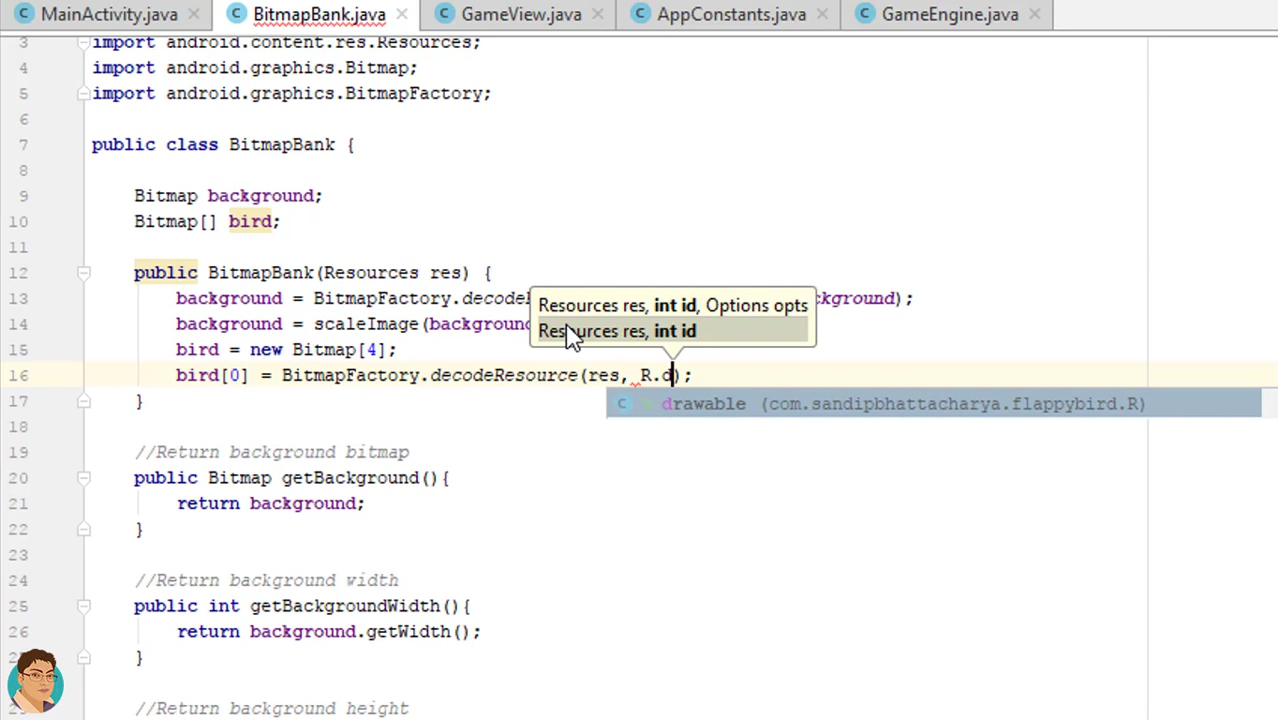 MainActivity.java × BitmapBank.java × GameView.java × AppConstants.java × GameEngine.java ×
3 import android.content.res.Resources;
4 import android.graphics.Bitmap;
5 import android.graphics.BitmapFactory;
6
7 public class BitmapBank {
8
9 Bitmap background;
10 Bitmap[] bird;
11
12 public BitmapBank(Resources res) {
Resources res, int id, Options opts
13 background = BitmapFactory.decode ckground);
Resources res, int id
14 background = scaleImage(background
15 bird = new Bitmap[4];
16 bird[0] = BitmapFactory.decodeResource(res, R.d);
drawable (com.sandipbhattacharya.flappybird.R)
17 }
18
19 //Return background bitmap
20 public Bitmap getBackground(){
21 return background;
22 }
23
24 //Return background width
25 public int getBackgroundWidth(){
26 return background.getWidth();
}
//Return background height